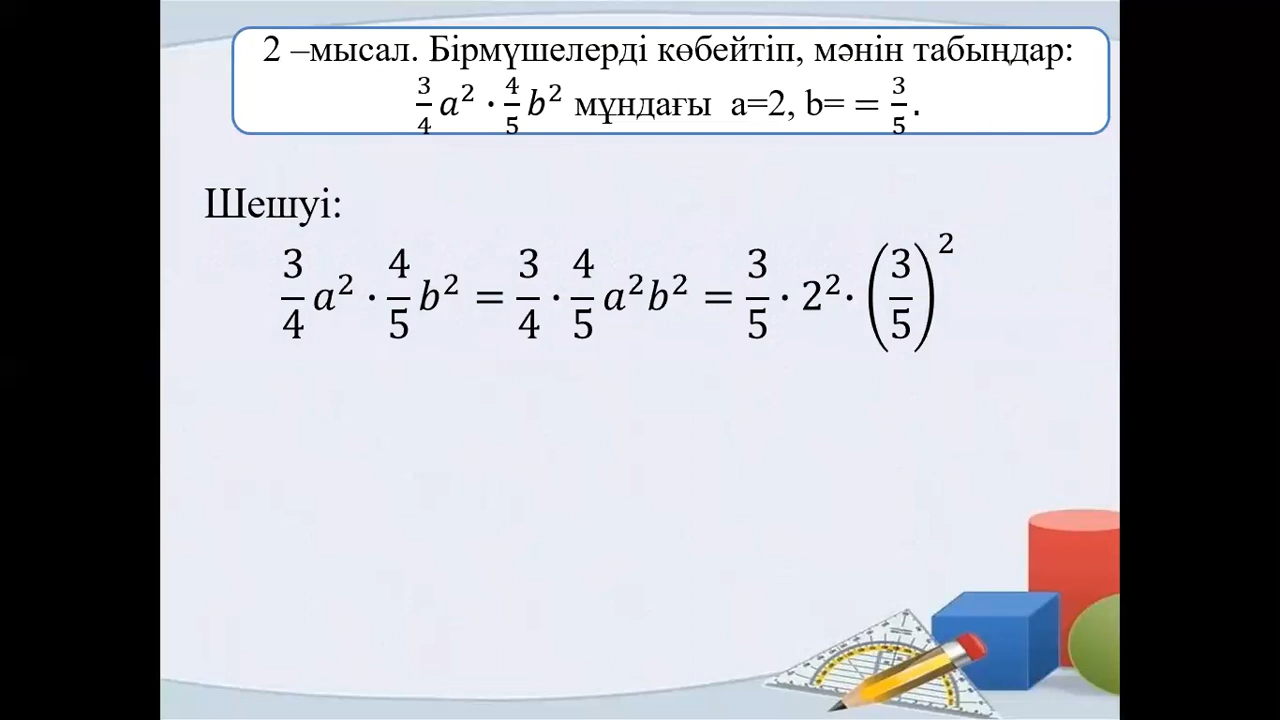 2 –мысал. Бірмүшелерді көбейтіп, мәнін табыңдар:
3/4 a² · 4/5 b² мұндағы a=2, b= = 3/5.
Шешуі:
3/4 a² · 4/5 b² = 3/4 · 4/5 a²b² = 3/5 · 2² · (3/5)²